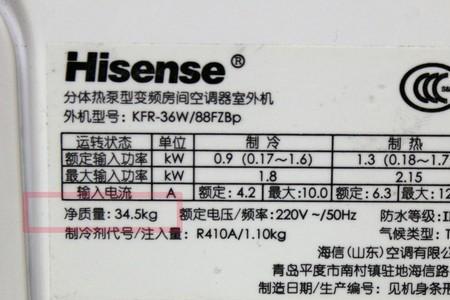 Hisense®
分体热泵型变频房间空调器室外机
外机型号：KFR-36W/88FZBp
运转状态 单位 制 冷 制 热
额定输入功率 kW 0.9 (0.17~1.6) 1.3 (0.18~1.7
最大输入功率 kW 1.8 2.15
输入电流 A 额定：4.2 最大：10.0 额定：6.3 最大：12
净质量：34.5kg 额定电压/频率：220V ~/50Hz 防水等级：I
制冷剂代号/注入量：R410A/1.10kg 气候类型：T
海信(山东)空调有
青岛平度市南村镇驻地海信路
制造日期/生产编号：见机身条形